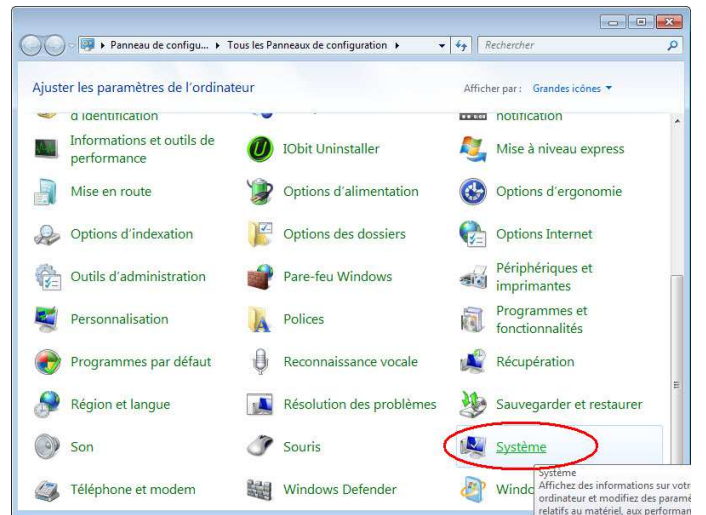 Panneau de configu... Tous les Panneaux de configuration
Rechercher
Ajuster les paramètres de l'ordinateur
Afficher par : Grandes icônes
d'identification
notification
Informations et outils de performance
IObit Uninstaller
Mise à niveau express
Mise en route
Options d'alimentation
Options d'ergonomie
Options d'indexation
Options des dossiers
Options Internet
Outils d'administration
Pare-feu Windows
Périphériques et imprimantes
Personnalisation
Polices
Programmes et fonctionnalités
Programmes par défaut
Reconnaissance vocale
Récupération
Région et langue
Résolution des problèmes
Sauvegarder et restaurer
Son
Souris
Système
Téléphone et modem
Windows Defender
Windo
Système
Affichez des informations sur votr
ordinateur et modifiez des paramé
relatifs au matériel, aux performan